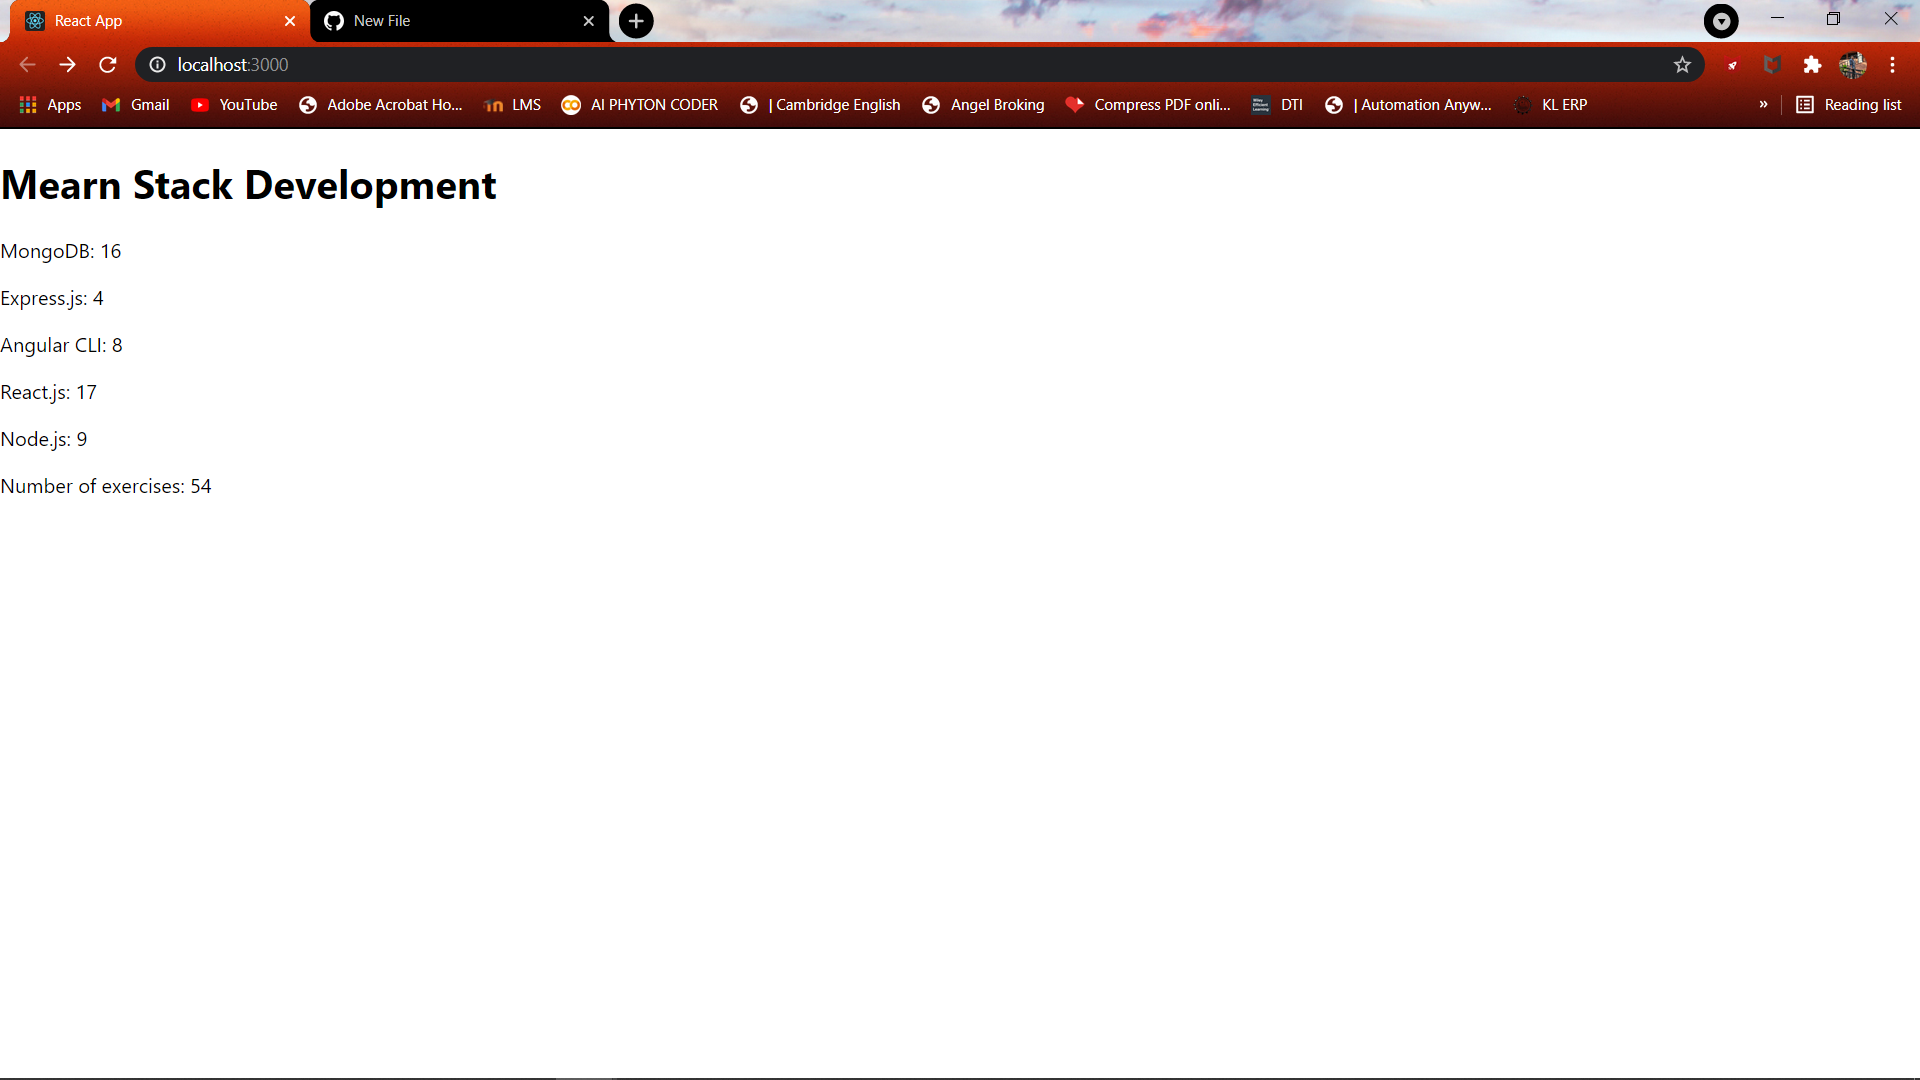 React App
New File
localhost:3000
Apps
Gmail
YouTube
Adobe Acrobat Ho...
LMS
AI PHYTON CODER
| Cambridge English
Angel Broking
Compress PDF onli...
DTI
| Automation Anyw...
KL ERP
»
Reading list
Mearn Stack Development
MongoDB: 16
Express.js: 4
Angular CLI: 8
React.js: 17
Node.js: 9
Number of exercises: 54